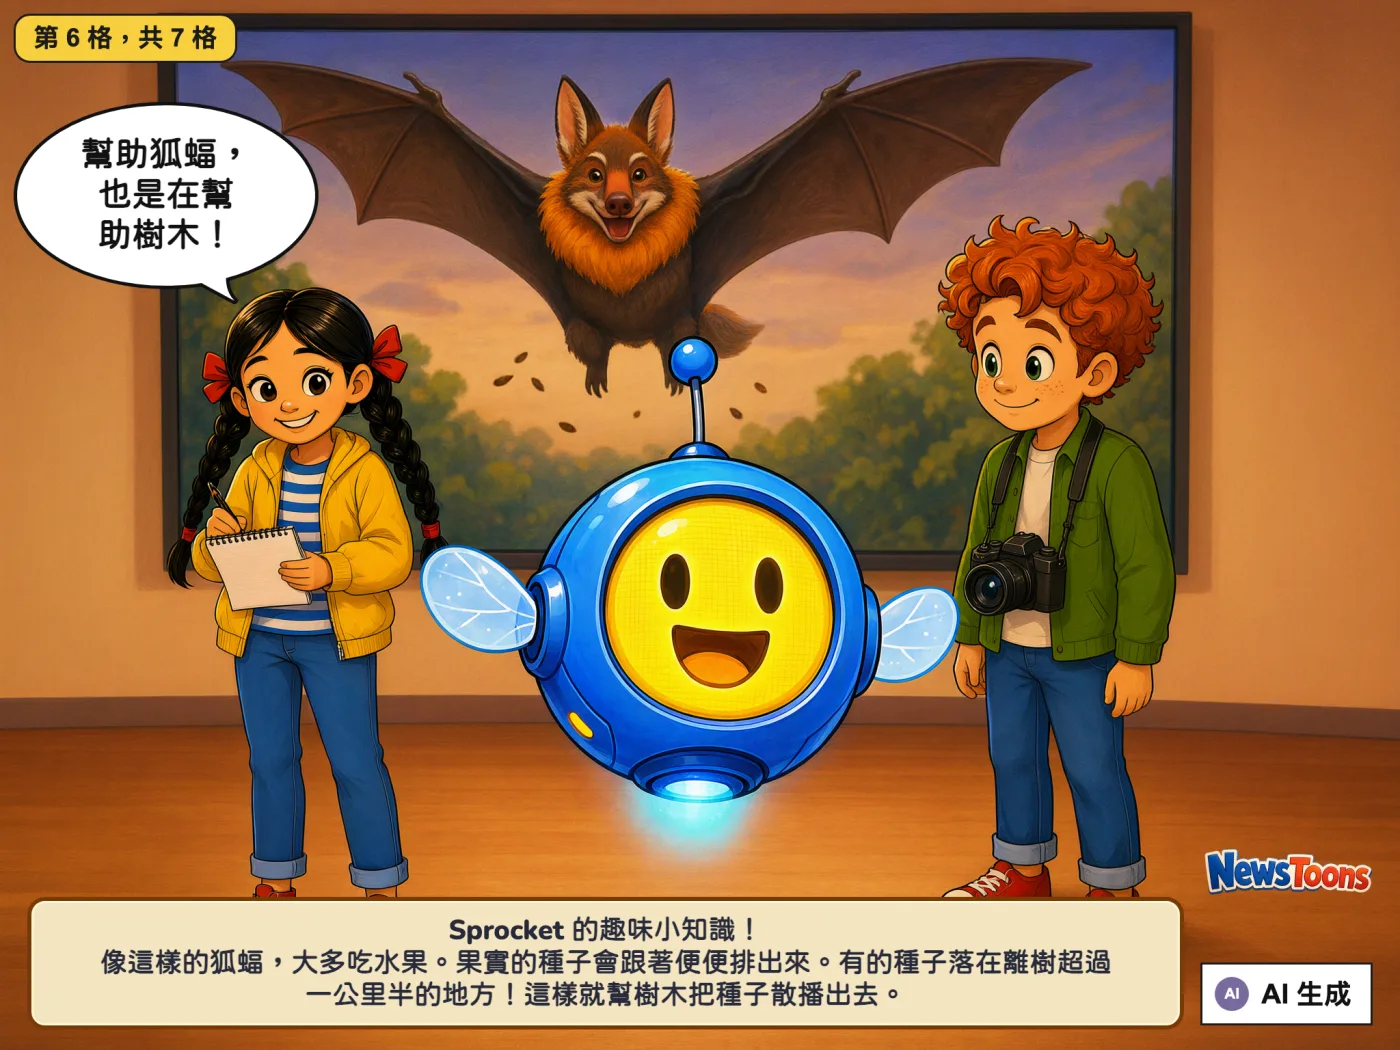 第 6 格，共 7 格
幫助狐蝠，
也是在幫
助樹木！
NewsToons
Sprocket 的趣味小知識！
像這樣的狐蝠，大多吃水果。果實的種子會跟著便便排出來。有的種子落在離樹超過
一公里半的地方！這樣就幫樹木把種子散播出去。
AI AI 生成